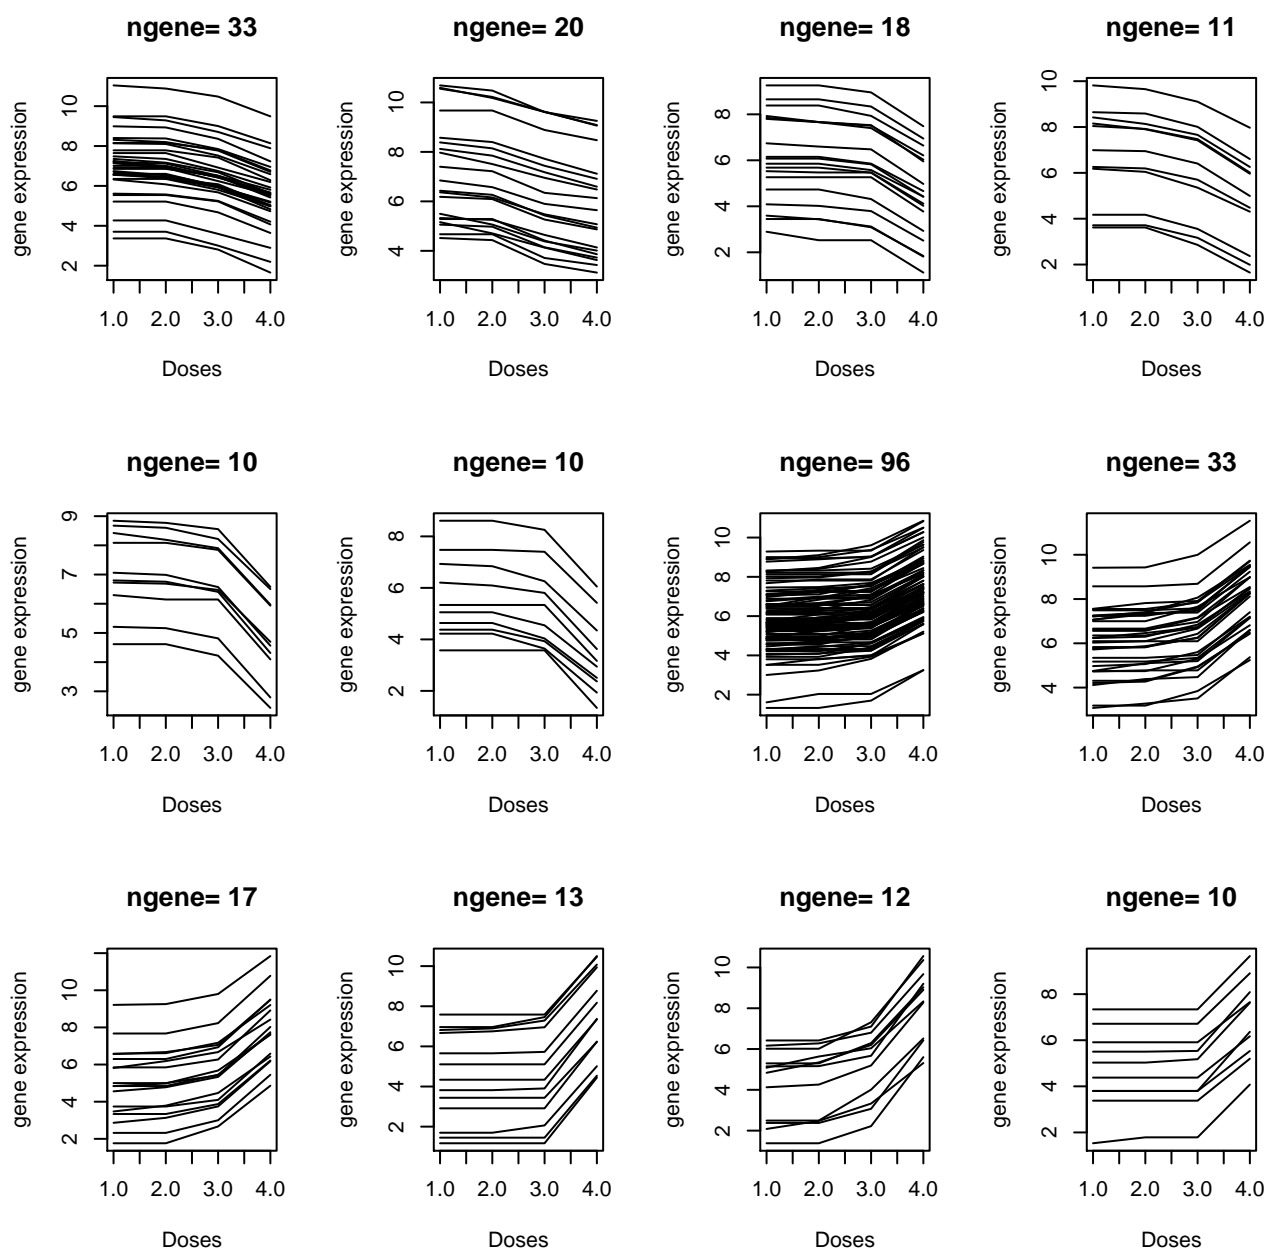 ngene= 33
ngene= 20
ngene= 18
ngene= 11
gene expression
2 4 6 8 10
1.0 2.0 3.0 4.0
Doses
gene expression
4 6 8 10
1.0 2.0 3.0 4.0
Doses
gene expression
2 4 6 8
1.0 2.0 3.0 4.0
Doses
gene expression
2 4 6 8 10
1.0 2.0 3.0 4.0
Doses
ngene= 10
ngene= 10
ngene= 96
ngene= 33
gene expression
3 5 7 9
1.0 2.0 3.0 4.0
Doses
gene expression
2 4 6 8
1.0 2.0 3.0 4.0
Doses
gene expression
2 4 6 8 10
1.0 2.0 3.0 4.0
Doses
gene expression
4 6 8 10
1.0 2.0 3.0 4.0
Doses
ngene= 17
ngene= 13
ngene= 12
ngene= 10
gene expression
2 4 6 8 10
1.0 2.0 3.0 4.0
Doses
gene expression
2 4 6 8 10
1.0 2.0 3.0 4.0
Doses
gene expression
2 4 6 8 10
1.0 2.0 3.0 4.0
Doses
gene expression
2 4 6 8
1.0 2.0 3.0 4.0
Doses